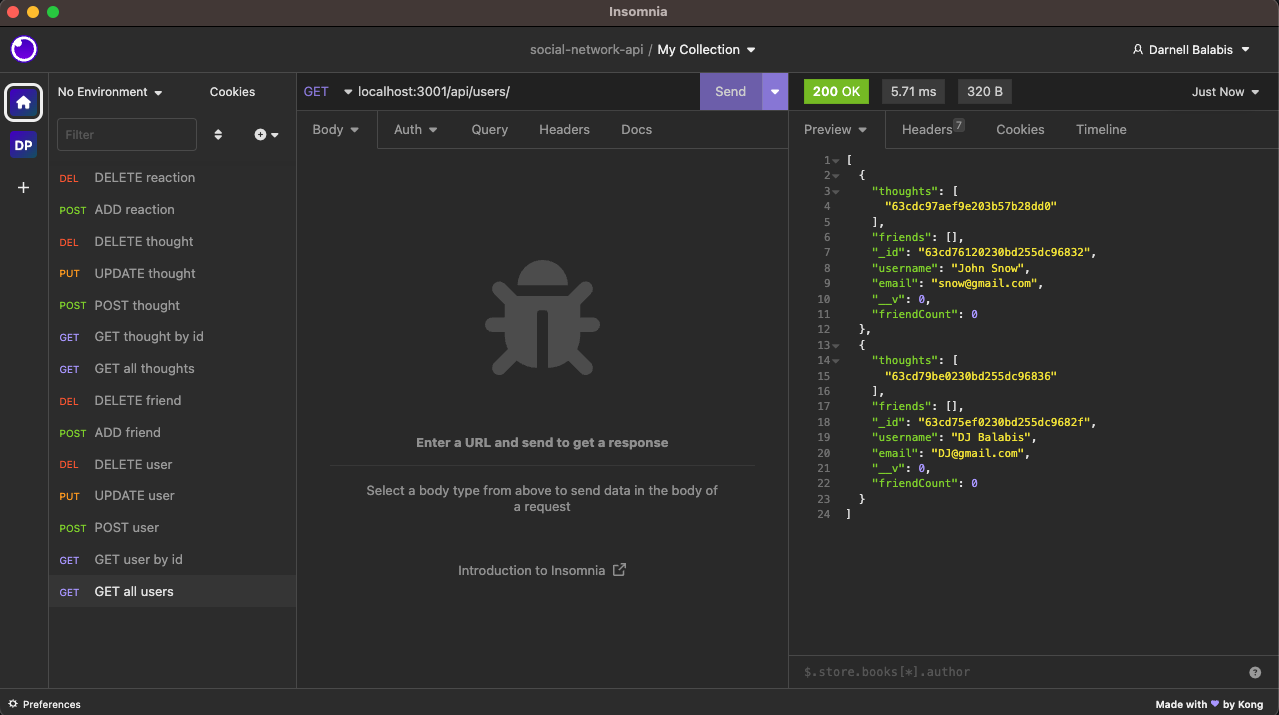 Insomnia
social-network-api / My Collection
Darnell Balabis
No Environment
Cookies
Filter
DP
DEL DELETE reaction
POST ADD reaction
DEL DELETE thought
PUT UPDATE thought
POST POST thought
GET GET thought by id
GET GET all thoughts
DEL DELETE friend
POST ADD friend
DEL DELETE user
PUT UPDATE user
POST POST user
GET GET user by id
GET GET all users
GET localhost:3001/api/users/ Send
Body Auth Query Headers Docs
Enter a URL and send to get a response
Select a body type from above to send data in the body of
a request
Introduction to Insomnia
200 OK 5.71 ms 320 B Just Now
Preview Headers 7 Cookies Timeline
1 [
2 {
3 "thoughts": [
4 "63cdc97aef9e203b57b28dd0"
5 ],
6 "friends": [],
7 "_id": "63cd76120230bd255dc96832",
8 "username": "John Snow",
9 "email": "snow@gmail.com",
10 "__v": 0,
11 "friendCount": 0
12 },
13 {
14 "thoughts": [
15 "63cd79be0230bd255dc96836"
16 ],
17 "friends": [],
18 "_id": "63cd75ef0230bd255dc9682f",
19 "username": "DJ Balabis",
20 "email": "DJ@gmail.com",
21 "__v": 0,
22 "friendCount": 0
23 }
24 ]
$.store.books[*].author
Preferences
Made with by Kong